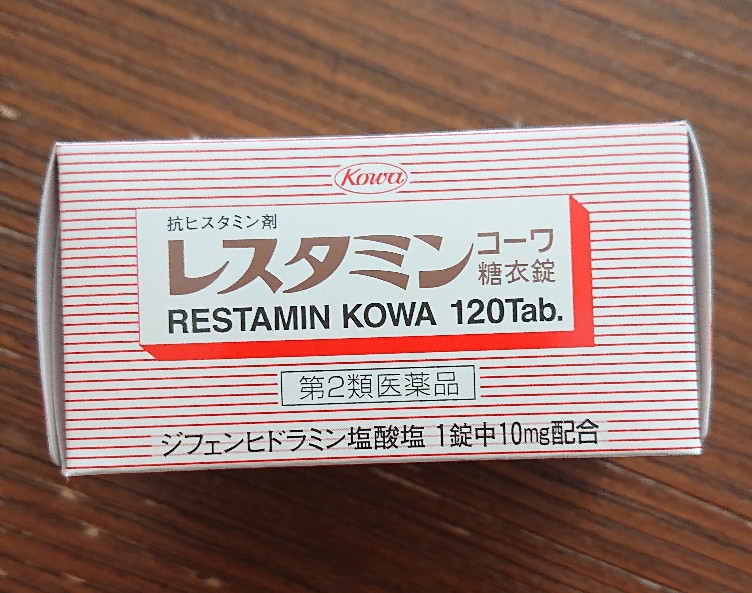 Kowa
抗ヒスタミン剤
レスタミンコーワ糖衣錠
RESTAMIN KOWA 120Tab.
第2類医薬品
ジフェンヒドラミン塩酸塩 1錠中10mg配合